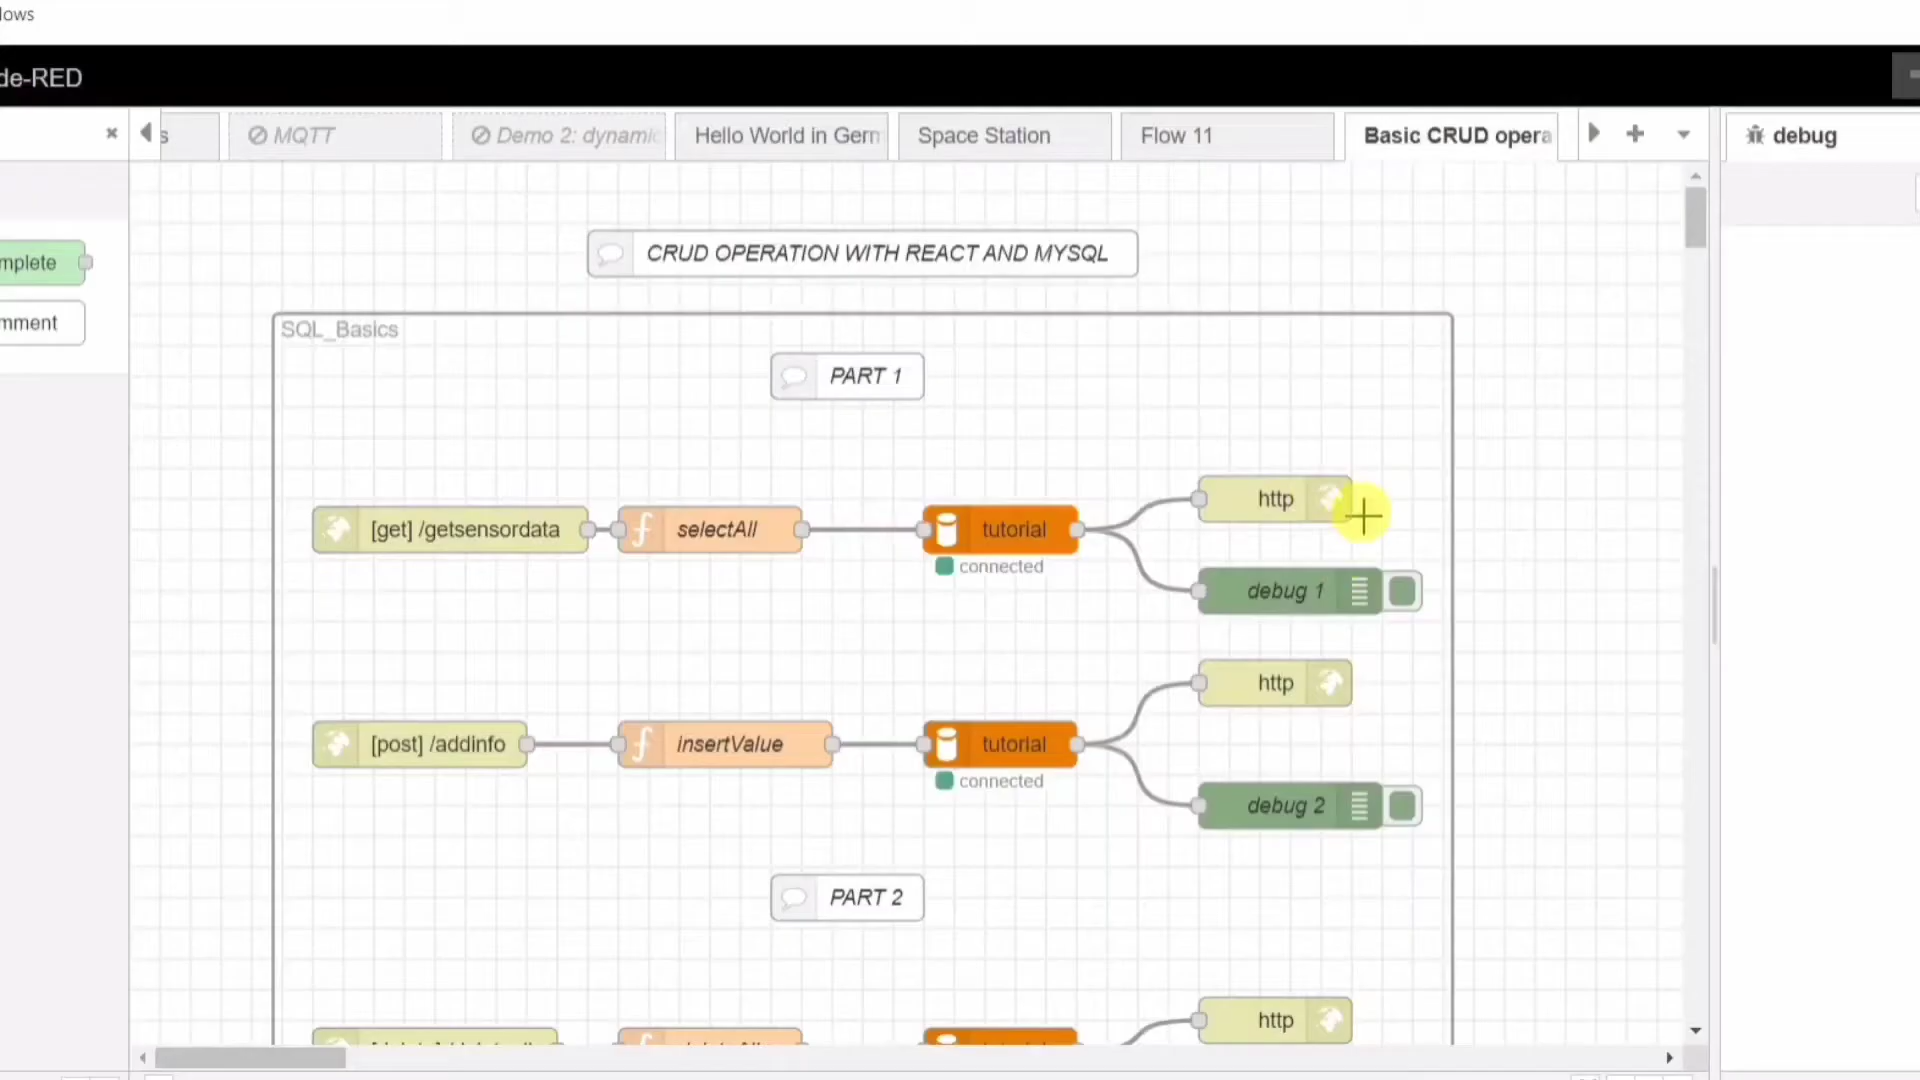 lows
de-RED
s
MQTT
Demo 2: dynamic
Hello World in Germ
Space Station
Flow 11
Basic CRUD opera
debug
mplete
mment
CRUD OPERATION WITH REACT AND MYSQL
SQL_Basics
PART 1
[get] /getsensordata
selectAll
tutorial
connected
http
debug 1
[post] /addinfo
insertValue
tutorial
connected
http
debug 2
PART 2
http